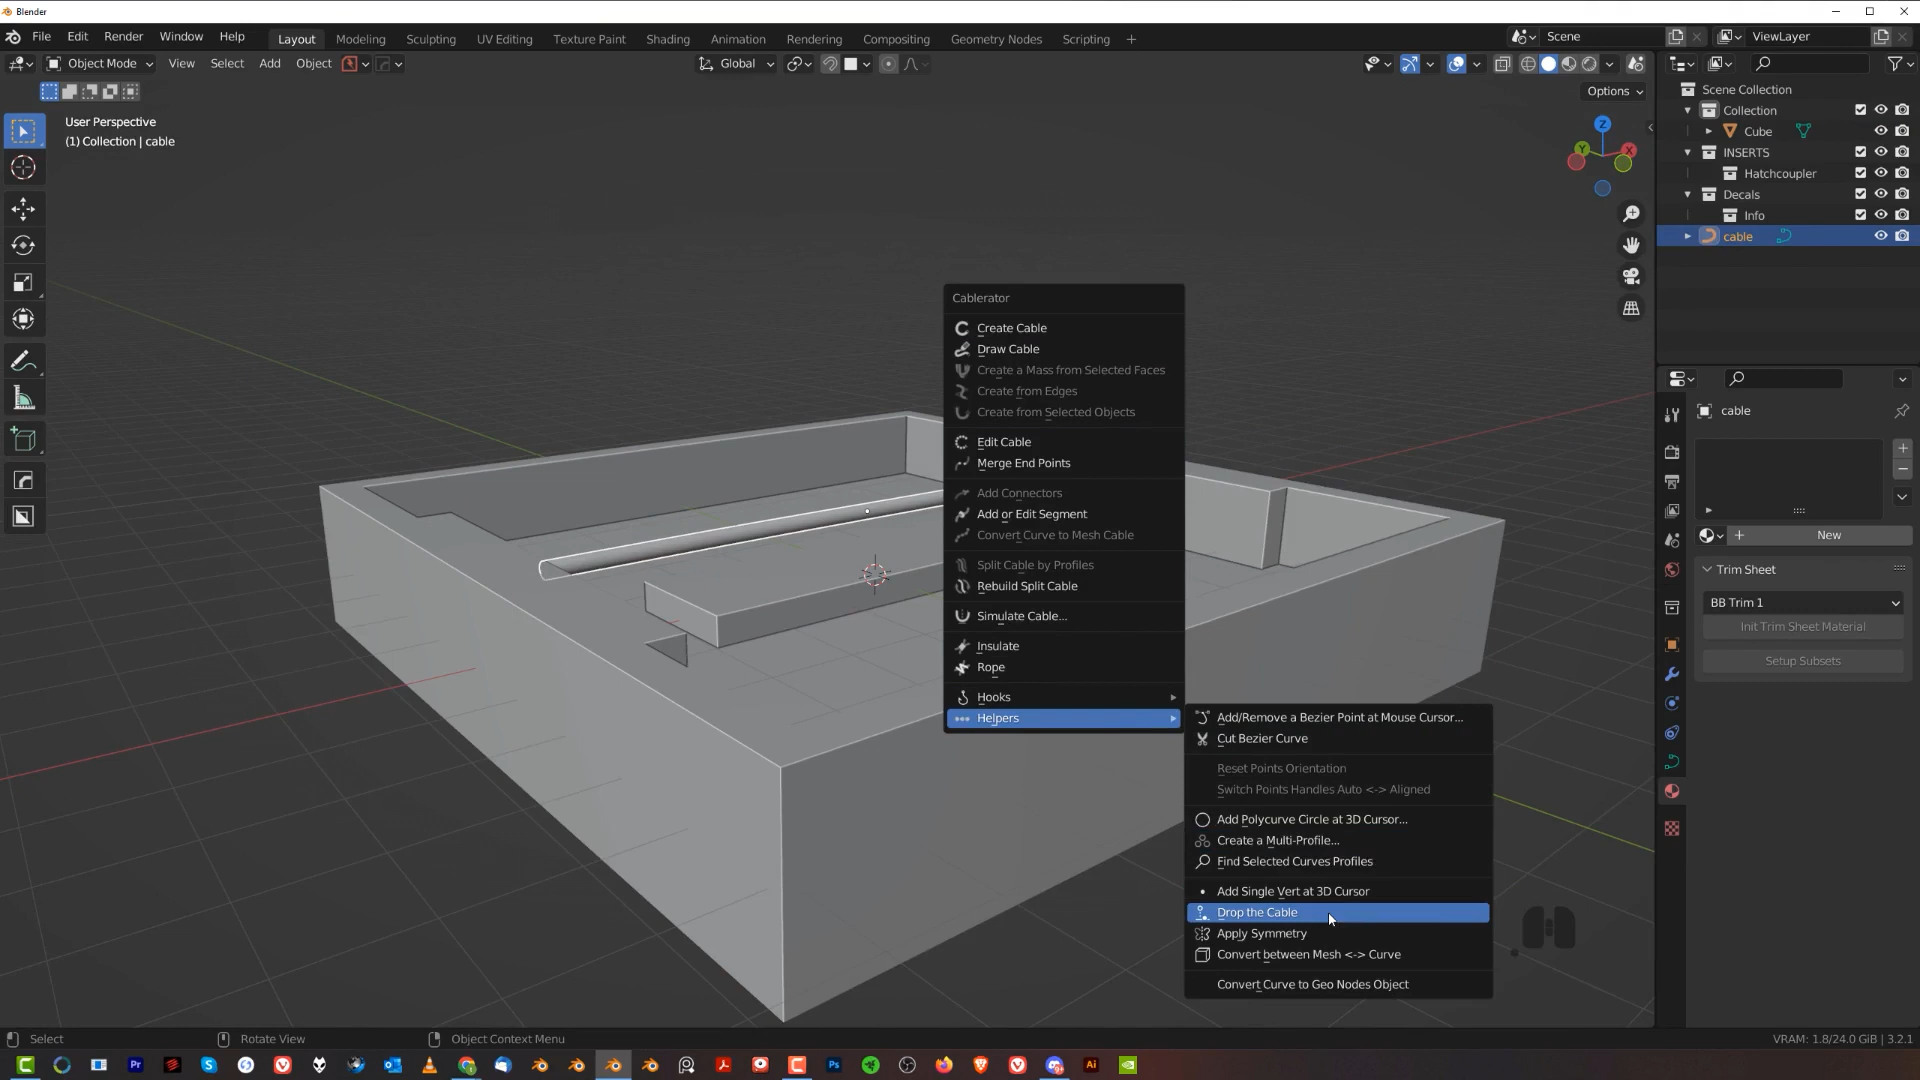 Blender
File Edit Render Window Help Layout Modeling Sculpting UV Editing Texture Paint Shading Animation Rendering Compositing Geometry Nodes Scripting + Scene ViewLayer
Object Mode View Select Add Object Global
Options
User Perspective
(1) Collection | cable
Z
Y
X
Scene Collection
Collection
Cube
INSERTS
Hatchcoupler
Decals
Info
cable
Cablerator
Create Cable
Draw Cable
Create a Mass from Selected Faces
Create from Edges
Create from Selected Objects
Edit Cable
Merge End Points
Add Connectors
Add or Edit Segment
Convert Curve to Mesh Cable
Split Cable by Profiles
Rebuild Split Cable
Simulate Cable...
Insulate
Rope
Hooks
Helpers
Add/Remove a Bezier Point at Mouse Cursor...
Cut Bezier Curve
Reset Points Orientation
Switch Points Handles Auto <-> Aligned
Add Polycurve Circle at 3D Cursor...
Create a Multi-Profile...
Find Selected Curves Profiles
Add Single Vert at 3D Cursor
Drop the Cable
Apply Symmetry
Convert between Mesh <-> Curve
Convert Curve to Geo Nodes Object
cable
New
Trim Sheet
BB Trim 1
Init Trim Sheet Material
Setup Subsets
Select Rotate View Object Context Menu VRAM: 1.8/24.0 GiB | 3.2.1
Pr S Ps Ai